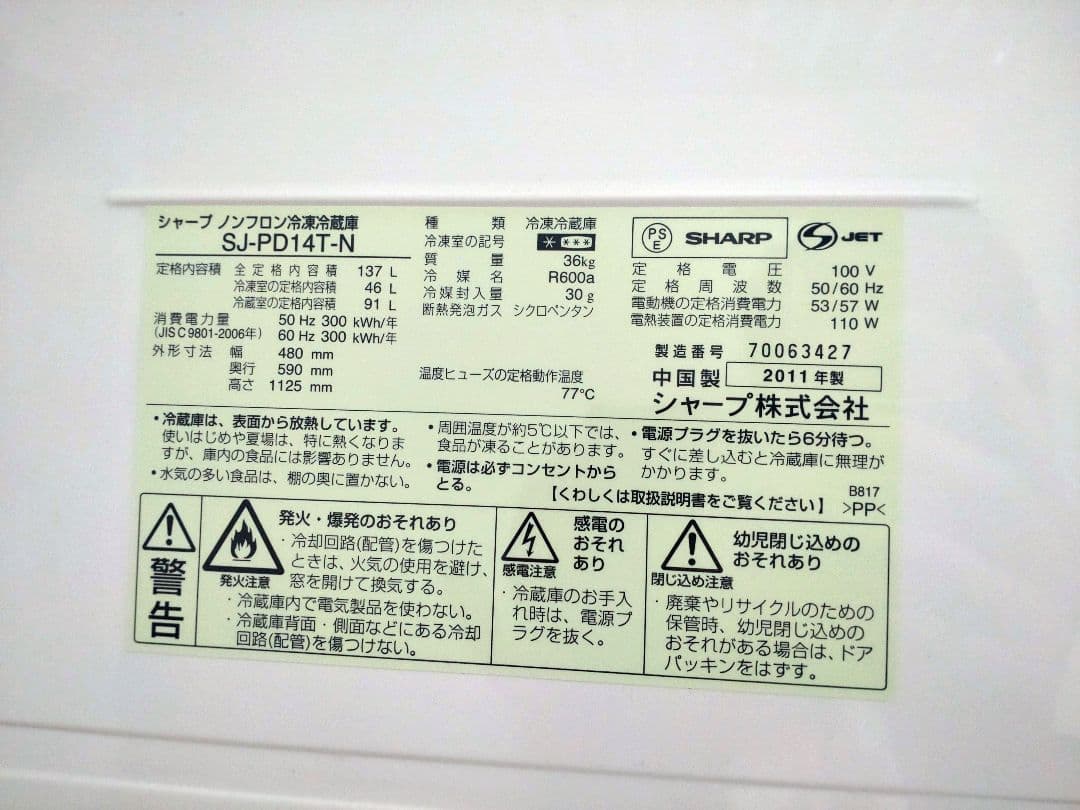 シャープ ノンフロン冷凍冷蔵庫
SJ-PD14T-N
定格内容積 全定格内容積 137 L
冷凍室の定格内容積 46 L
冷蔵室の定格内容積 91 L
消費電力量 50 Hz 300 kWh/年
(JIS C 9801-2006年) 60 Hz 300 kWh/年
外形寸法 幅 480 mm
奥行 590 mm
高さ 1125 mm
種類 冷凍冷蔵庫
冷凍室の記号 * ***
質量 36kg
冷媒名 R600a
冷媒封入量 30 g
断熱発泡ガス シクロペンタン
温度ヒューズの定格動作温度
77℃
PSE SHARP S JET
定格電圧 100 V
定格周波数 50/60 Hz
電動機の定格消費電力 53/57 W
電熱装置の定格消費電力 110 W
製造番号 70063427
中国製 2011年製
シャープ株式会社
・冷蔵庫は、表面から放熱しています。
使いはじめや夏場は、特に熱くなりま
すが、庫内の食品には影響ありません。
・水気の多い食品は、棚の奥に置かない。
・周囲温度が約5℃以下では、
食品が凍ることがあります。
・電源は必ずコンセントから
とる。
・電源プラグを抜いたら6分待つ。
すぐに差し込むと冷蔵庫に無理が
かかります。
【くわしくは取扱説明書をご覧ください】
B817
>PP<
警告
発火注意
発火・爆発のおそれあり
・冷却回路(配管)を傷つけた
ときは、火気の使用を避け、
窓を開けて換気する。
・冷蔵庫内で電気製品を使わない。
・冷蔵庫背面・側面などにある冷却
回路(配管)を傷つけない。
感電注意
感電の
おそれ
あり
・冷蔵庫のお手入
れ時は、電源プ
ラグを抜く。
閉じ込め注意
幼児閉じ込めの
おそれあり
・廃棄やリサイクルのための
保管時、幼児閉じ込めの
おそれがある場合は、ドア
パッキンをはずす。